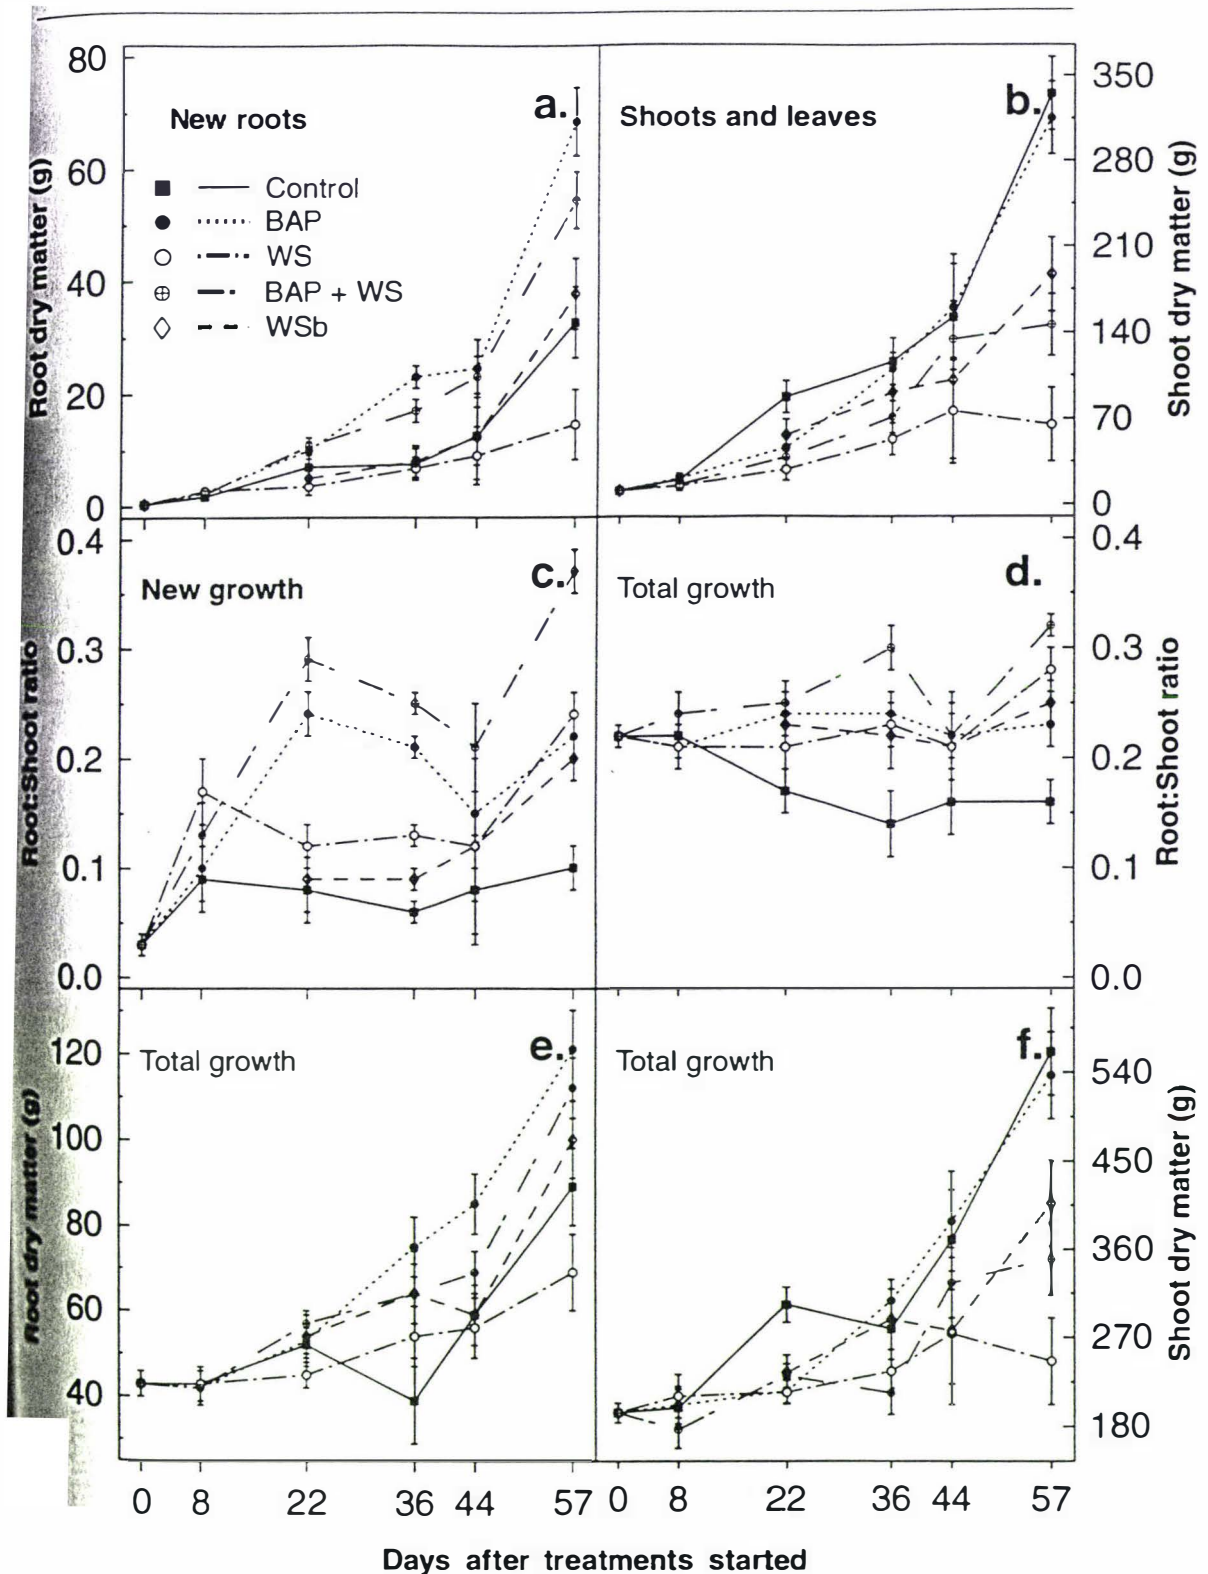 80
60
40
20
0
Root dry matter (g)
New roots
a.
Control
BAP
WS
BAP + WS
WSb
Shoots and leaves
b.
350
280
210
140
70
0
Shoot dry matter (g)
0.4
0.3
0.2
0.1
0.0
Root:Shoot ratio
New growth
c.
Total growth
d.
0.4
0.3
0.2
0.1
0.0
Root:Shoot ratio
120
100
80
60
40
Root dry matter (g)
Total growth
e.
Total growth
f.
540
450
360
270
180
Shoot dry matter (g)
0 8 22 36 44 57 0 8 22 36 44 57
Days after treatments started